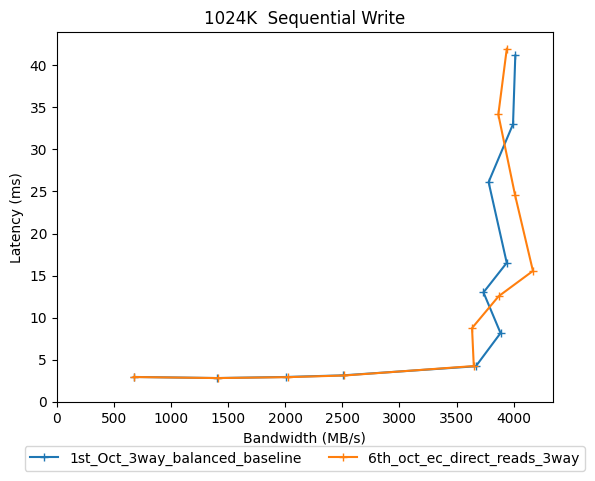 1024K  Sequential Write
Latency (ms)
40
35
30
25
20
15
10
5
0
0 500 1000 1500 2000 2500 3000 3500 4000
Bandwidth (MB/s)
1st_Oct_3way_balanced_baseline 6th_oct_ec_direct_reads_3way